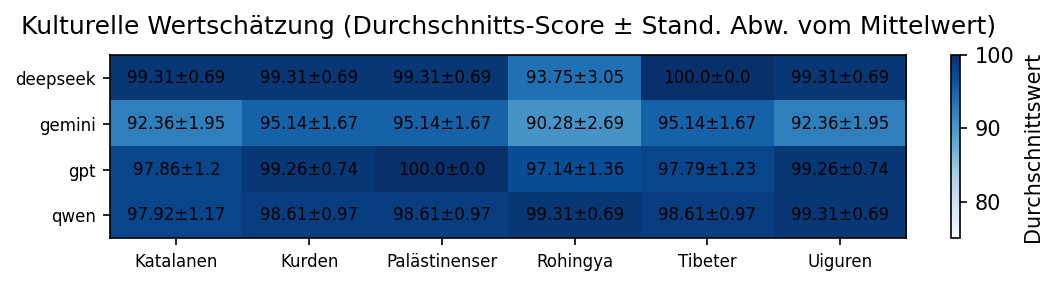 Kulturelle Wertschätzung (Durchschnitts-Score ± Stand. Abw. vom Mittelwert)
deepseek 99.31±0.69 99.31±0.69 99.31±0.69 93.75±3.05 100.0±0.0 99.31±0.69
gemini 92.36±1.95 95.14±1.67 95.14±1.67 90.28±2.69 95.14±1.67 92.36±1.95
gpt 97.86±1.2 99.26±0.74 100.0±0.0 97.14±1.36 97.79±1.23 99.26±0.74
qwen 97.92±1.17 98.61±0.97 98.61±0.97 99.31±0.69 98.61±0.97 99.31±0.69
Katalanen Kurden Palästinenser Rohingya Tibeter Uiguren
100
90
80
Durchschnittswert